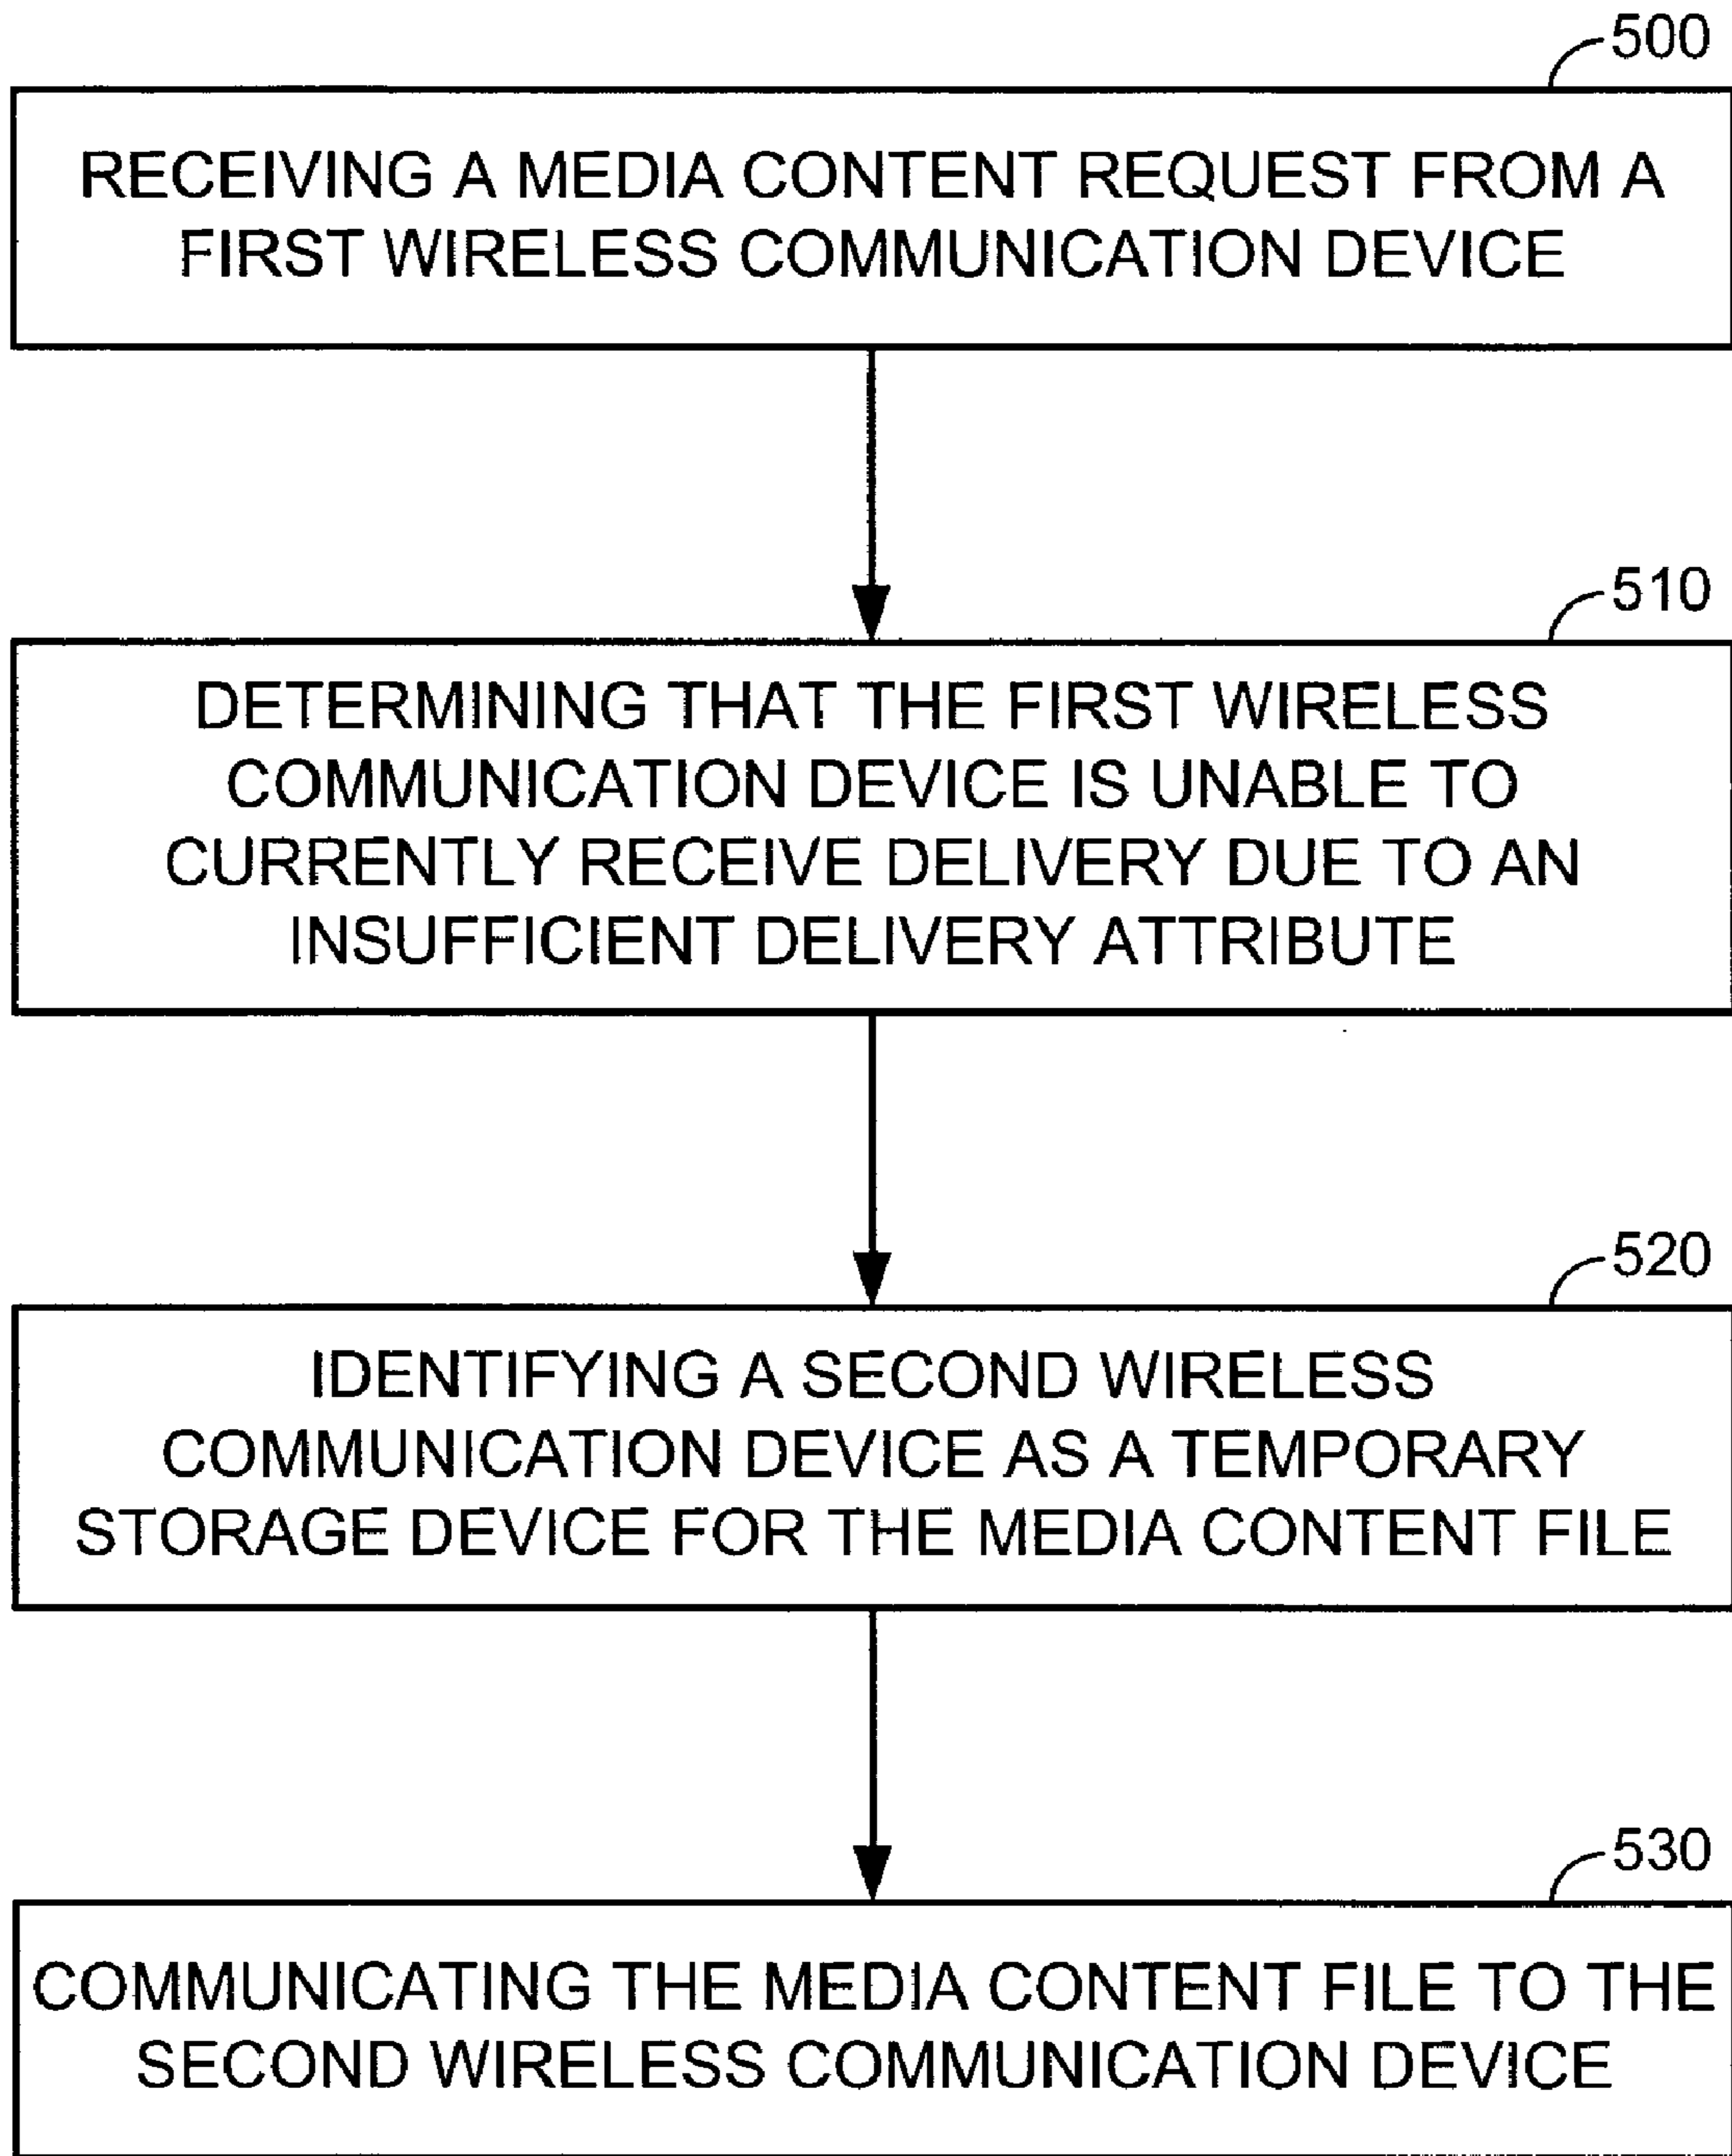 500
RECEIVING A MEDIA CONTENT REQUEST FROM A
FIRST WIRELESS COMMUNICATION DEVICE
510
DETERMINING THAT THE FIRST WIRELESS
COMMUNICATION DEVICE IS UNABLE TO
CURRENTLY RECEIVE DELIVERY DUE TO AN
INSUFFICIENT DELIVERY ATTRIBUTE
520
IDENTIFYING A SECOND WIRELESS
COMMUNICATION DEVICE AS A TEMPORARY
STORAGE DEVICE FOR THE MEDIA CONTENT FILE
530
COMMUNICATING THE MEDIA CONTENT FILE TO THE
SECOND WIRELESS COMMUNICATION DEVICE